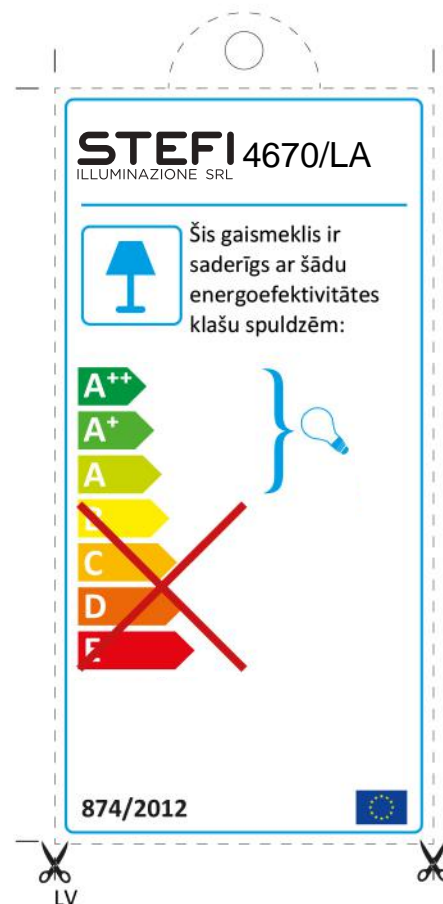 STEFI 4670/LA
ILLUMINAZIONE SRL
Šis gaismeklis ir
saderīgs ar šādu
energoefektivitātes
klašu spuldzēm:
A++
A+
A
B
C
D
E
874/2012
LV